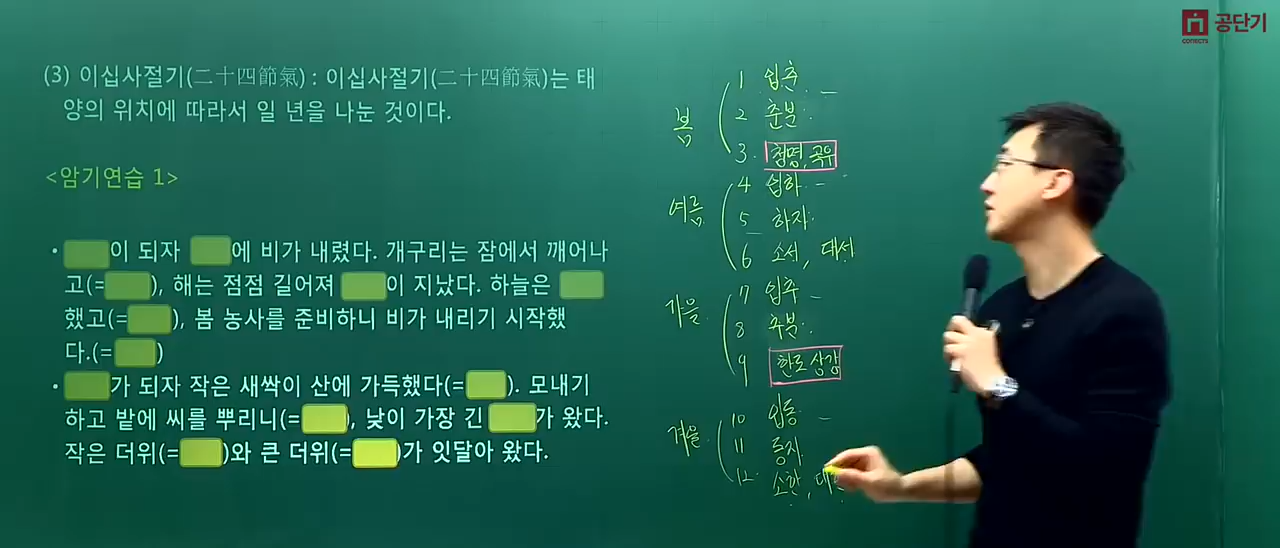 공단기
CONECTS
(3) 이십사절기(二十四節氣) : 이십사절기(二十四節氣)는 태
양의 위치에 따라서 일 년을 나눈 것이다.
<암기연습 1>
• 이 되자 에 비가 내렸다. 개구리는 잠에서 깨어나
고(= ), 해는 점점 길어져 이 지났다. 하늘은
했고(= ), 봄 농사를 준비하니 비가 내리기 시작했
다.(= )
• 가 되자 작은 새싹이 산에 가득했다(= ). 모내기
하고 밭에 씨를 뿌리니(= ), 낮이 가장 긴 가 왔다.
작은 더위(= )와 큰 더위(= )가 잇달아 왔다.
봄
1 입춘
2 춘분
3. 청명, 곡우
여름
4 입하
5 하지
6 소서, 대서
가을
7 입추
8 추분
9 한로 상강
겨울
10 입동
11 동지
12 소한,